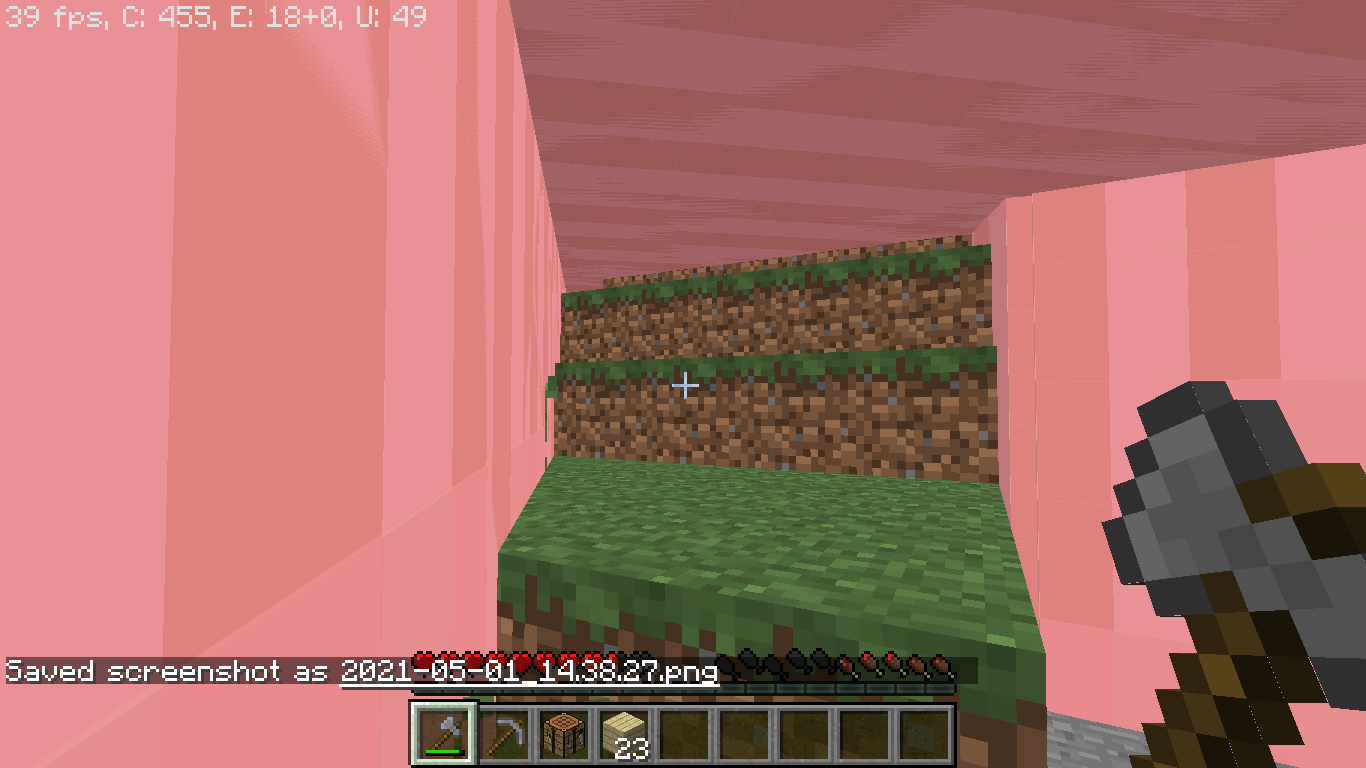 39 fps, C: 455, E: 18+0, U: 49
Saved screenshot as 2021-05-01_14.38.27.png
23